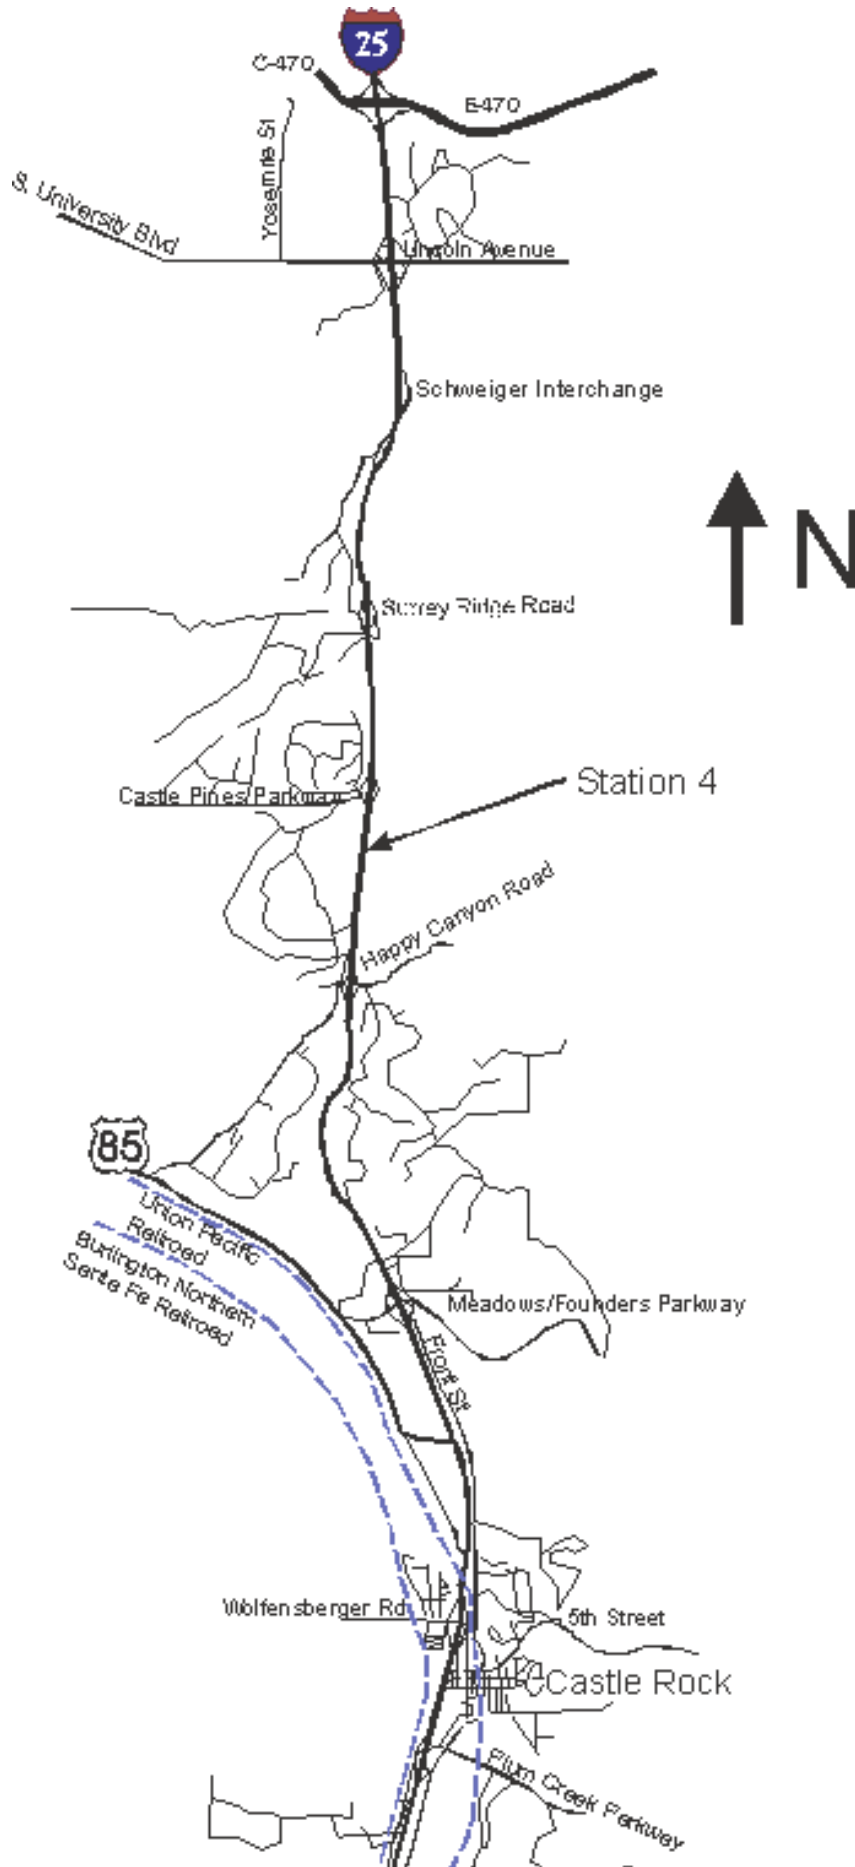 25
C-470
E-470
Yosemite St
S. University Blvd
Lincoln Avenue
Schweiger Interchange
N
Surrey Ridge Road
Station 4
Castle Pines Parkway
Happy Canyon Road
85
Union Pacific
Railroad
Burlington Northern
Sante Fe Railroad
Meadows/Founders Parkway
Front St
Wolfensberger Rd
5th Street
Castle Rock
Plum Creek Parkway